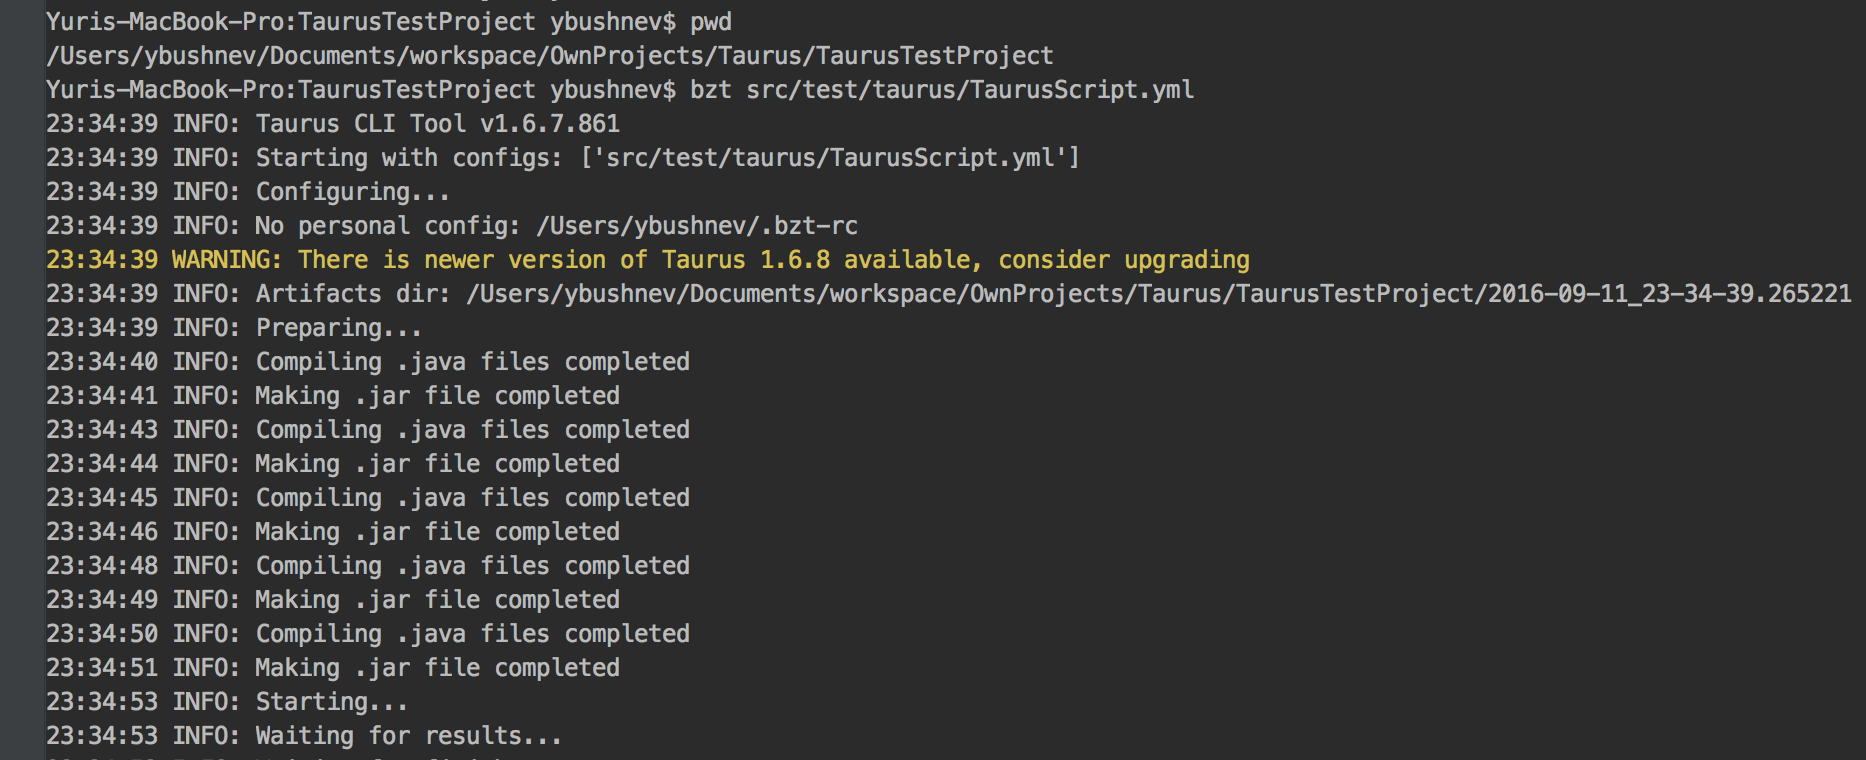 Yuris-MacBook-Pro:TaurusTestProject ybushnev$ pwd
/Users/ybushnev/Documents/workspace/OwnProjects/Taurus/TaurusTestProject
Yuris-MacBook-Pro:TaurusTestProject ybushnev$ bzt src/test/taurus/TaurusScript.yml
23:34:39 INFO: Taurus CLI Tool v1.6.7.861
23:34:39 INFO: Starting with configs: ['src/test/taurus/TaurusScript.yml']
23:34:39 INFO: Configuring...
23:34:39 INFO: No personal config: /Users/ybushnev/.bzt-rc
23:34:39 WARNING: There is newer version of Taurus 1.6.8 available, consider upgrading
23:34:39 INFO: Artifacts dir: /Users/ybushnev/Documents/workspace/OwnProjects/Taurus/TaurusTestProject/2016-09-11_23-34-39.265221
23:34:39 INFO: Preparing...
23:34:40 INFO: Compiling .java files completed
23:34:41 INFO: Making .jar file completed
23:34:43 INFO: Compiling .java files completed
23:34:44 INFO: Making .jar file completed
23:34:45 INFO: Compiling .java files completed
23:34:46 INFO: Making .jar file completed
23:34:48 INFO: Compiling .java files completed
23:34:49 INFO: Making .jar file completed
23:34:50 INFO: Compiling .java files completed
23:34:51 INFO: Making .jar file completed
23:34:53 INFO: Starting...
23:34:53 INFO: Waiting for results...